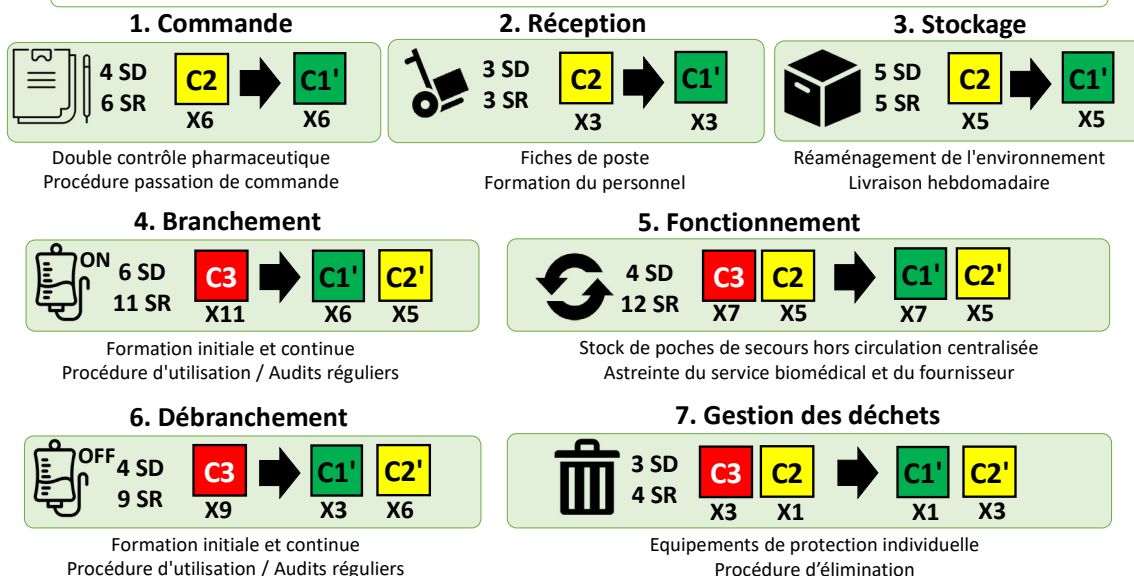 1. Commande
4 SD
6 SR
C2
X6
C1'
X6
Double contrôle pharmaceutique
Procédure passation de commande
2. Réception
3 SD
3 SR
C2
X3
C1'
X3
Fiches de poste
Formation du personnel
3. Stockage
5 SD
5 SR
C2
X5
C1'
X5
Réaménagement de l'environnement
Livraison hebdomadaire
4. Branchement
ON
6 SD
11 SR
C3
X11
C1'
X6
C2'
X5
Formation initiale et continue
Procédure d'utilisation / Audits réguliers
5. Fonctionnement
4 SD
12 SR
C3
X7
C2
X5
C1'
X7
C2'
X5
Stock de poches de secours hors circulation centralisée
Astreinte du service biomédical et du fournisseur
6. Débranchement
OFF
4 SD
9 SR
C3
X9
C1'
X3
C2'
X6
Formation initiale et continue
Procédure d'utilisation / Audits réguliers
7. Gestion des déchets
3 SD
4 SR
C3
X3
C2
X1
C1'
X1
C2'
X3
Equipements de protection individuelle
Procédure d’élimination